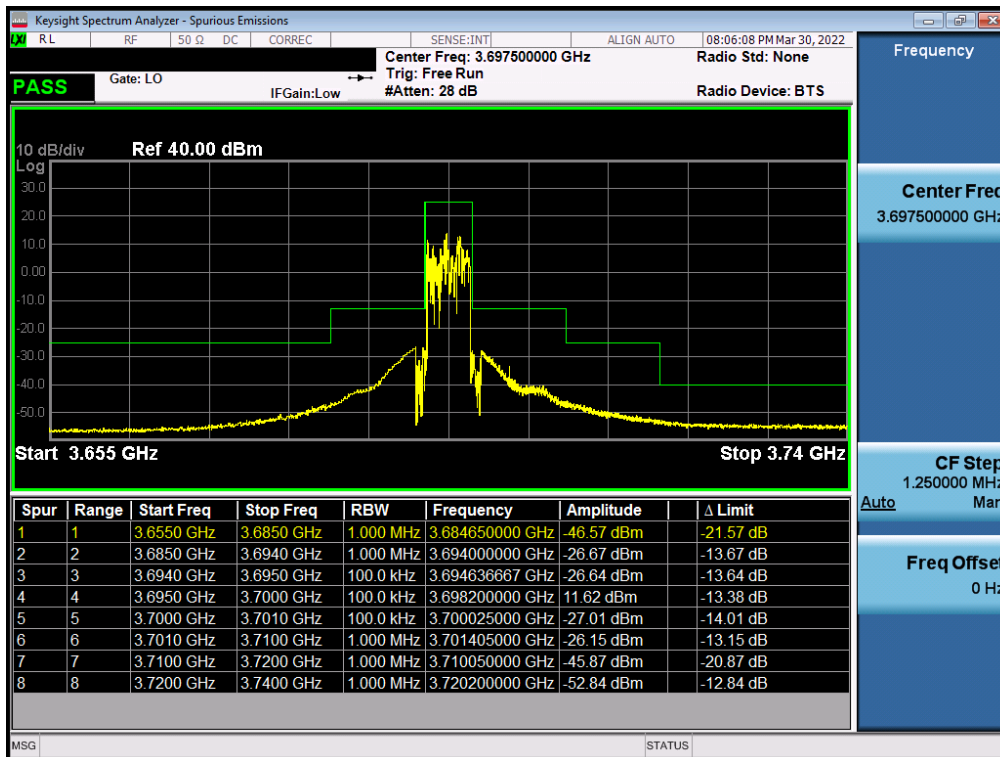 Keysight Spectrum Analyzer - Spurious Emissions
LXI RL RF 50 Ω DC CORREC SENSE:INT ALIGN AUTO 08:06:08 PM Mar 30, 2022
Center Freq: 3.697500000 GHz Radio Std: None
PASS Gate: LO Trig: Free Run
IFGain:Low #Atten: 28 dB Radio Device: BTS
10 dB/div Ref 40.00 dBm
Log
30.0
20.0
10.0
0.00
-10.0
-20.0
-30.0
-40.0
-50.0
Start 3.655 GHz Stop 3.74 GHz
Spur Range Start Freq Stop Freq RBW Frequency Amplitude Δ Limit
1 1 3.6550 GHz 3.6850 GHz 1.000 MHz 3.684650000 GHz -46.57 dBm -21.57 dB
2 2 3.6850 GHz 3.6940 GHz 1.000 MHz 3.694000000 GHz -26.67 dBm -13.67 dB
3 3 3.6940 GHz 3.6950 GHz 100.0 kHz 3.694636667 GHz -26.64 dBm -13.64 dB
4 4 3.6950 GHz 3.7000 GHz 100.0 kHz 3.698200000 GHz 11.62 dBm -13.38 dB
5 5 3.7000 GHz 3.7010 GHz 100.0 kHz 3.700025000 GHz -27.01 dBm -14.01 dB
6 6 3.7010 GHz 3.7100 GHz 1.000 MHz 3.701405000 GHz -26.15 dBm -13.15 dB
7 7 3.7100 GHz 3.7200 GHz 1.000 MHz 3.710050000 GHz -45.87 dBm -20.87 dB
8 8 3.7200 GHz 3.7400 GHz 1.000 MHz 3.720200000 GHz -52.84 dBm -12.84 dB
MSG STATUS
Frequency
Center Freq
3.697500000 GHz
CF Step
1.250000 MHz
Auto Man
Freq Offset
0 Hz